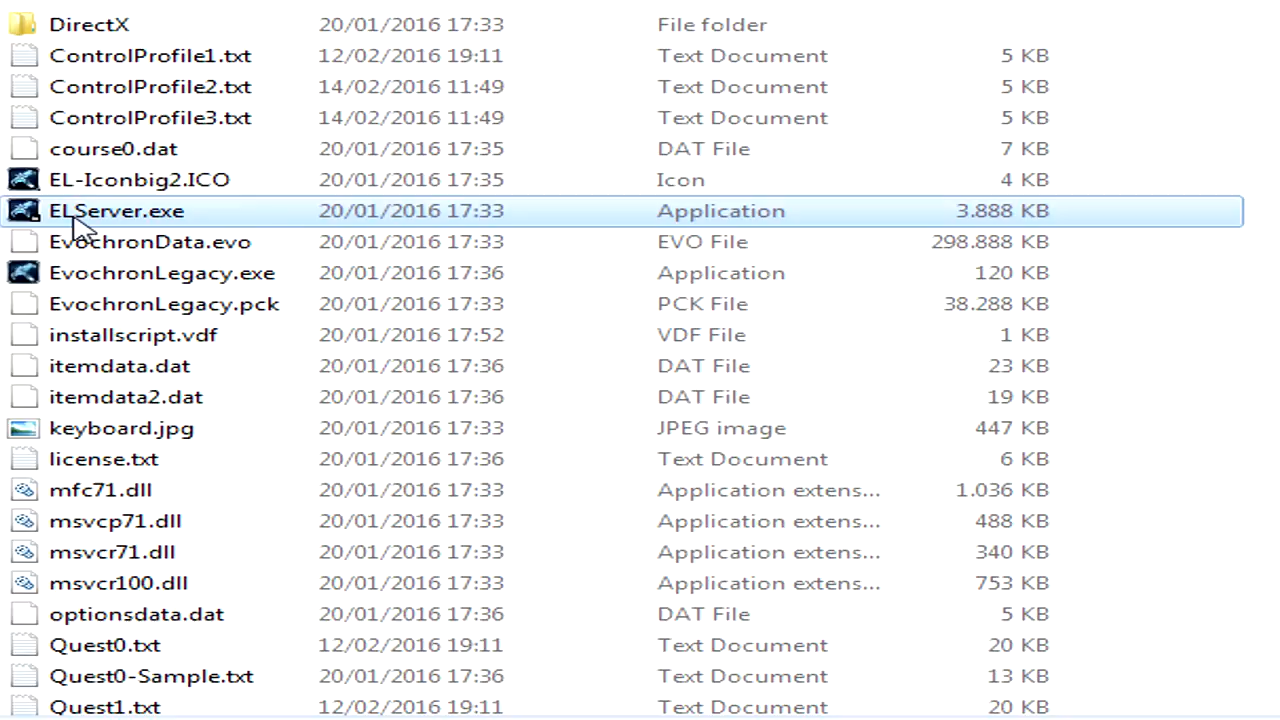 DirectX 20/01/2016 17:33 File folder
ControlProfile1.txt 12/02/2016 19:11 Text Document 5 KB
ControlProfile2.txt 14/02/2016 11:49 Text Document 5 KB
ControlProfile3.txt 14/02/2016 11:49 Text Document 5 KB
course0.dat 20/01/2016 17:35 DAT File 7 KB
EL-Iconbig2.ICO 20/01/2016 17:35 Icon 4 KB
ELServer.exe 20/01/2016 17:33 Application 3.888 KB
EvochronData.evo 20/01/2016 17:33 EVO File 298.888 KB
EvochronLegacy.exe 20/01/2016 17:36 Application 120 KB
EvochronLegacy.pck 20/01/2016 17:33 PCK File 38.288 KB
installscript.vdf 20/01/2016 17:52 VDF File 1 KB
itemdata.dat 20/01/2016 17:36 DAT File 23 KB
itemdata2.dat 20/01/2016 17:36 DAT File 19 KB
keyboard.jpg 20/01/2016 17:33 JPEG image 447 KB
license.txt 20/01/2016 17:36 Text Document 6 KB
mfc71.dll 20/01/2016 17:33 Application extens... 1.036 KB
msvcp71.dll 20/01/2016 17:33 Application extens... 488 KB
msvcr71.dll 20/01/2016 17:33 Application extens... 340 KB
msvcr100.dll 20/01/2016 17:33 Application extens... 753 KB
optionsdata.dat 20/01/2016 17:36 DAT File 5 KB
Quest0.txt 12/02/2016 19:11 Text Document 20 KB
Quest0-Sample.txt 20/01/2016 17:36 Text Document 13 KB
Quest1.txt 12/02/2016 19:11 Text Document 20 KB